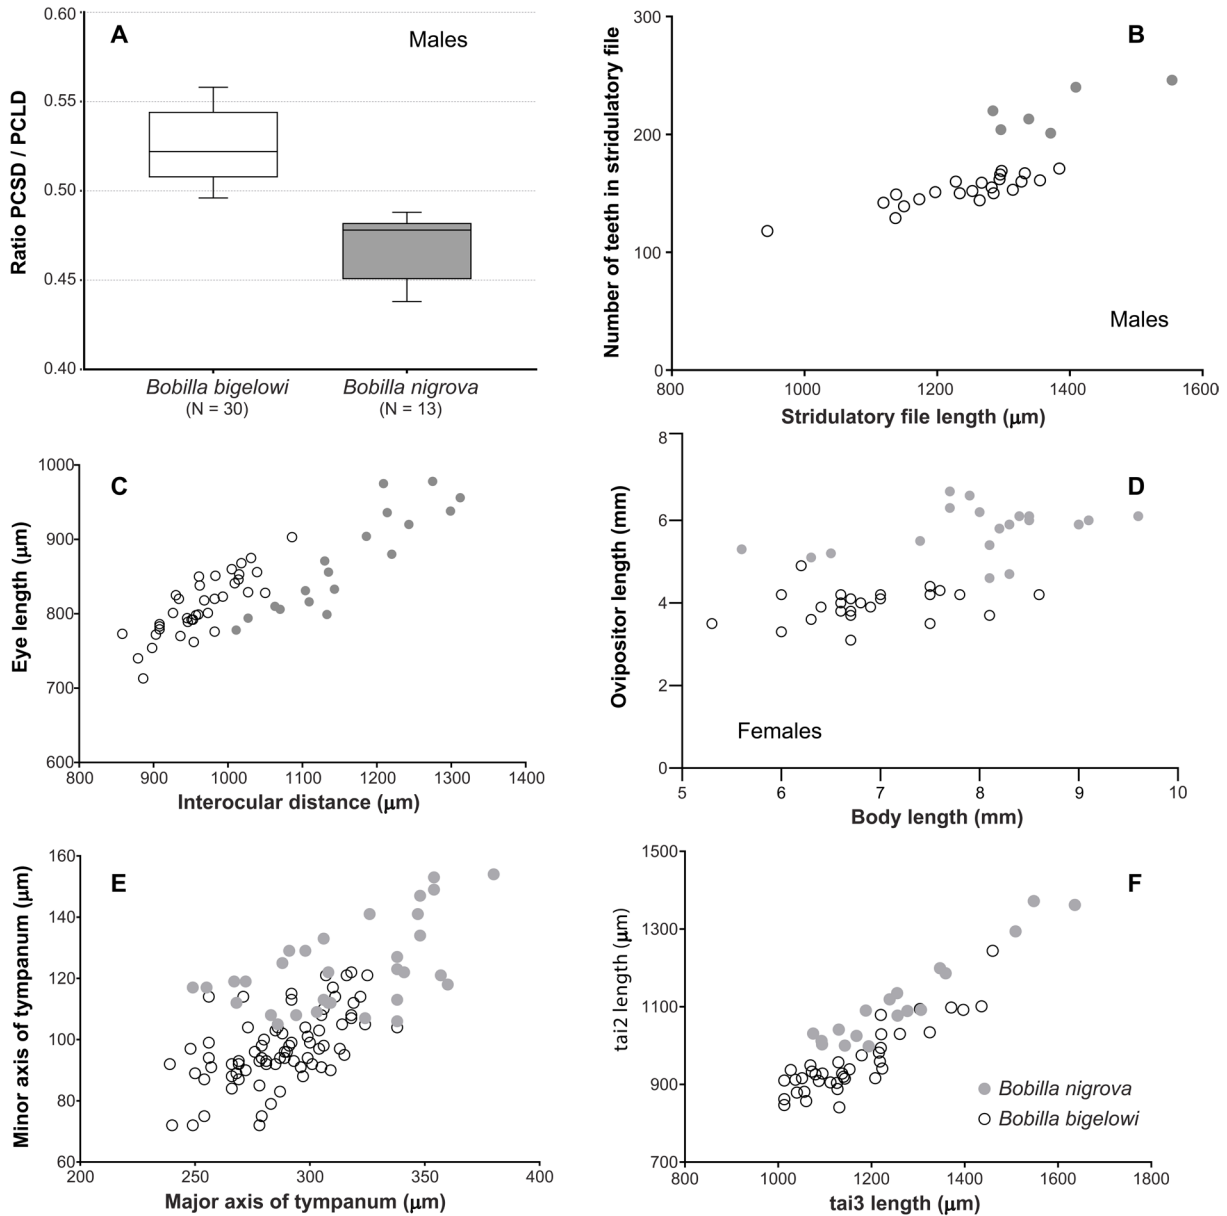 A
Males
0.60
0.55
0.50
0.45
0.40
Ratio PCSD / PCLD
Bobilla bigelowi
(N = 30)
Bobilla nigrova
(N = 13)
B
300
200
100
0
Number of teeth in stridulatory file
Males
800 1000 1200 1400 1600
Stridulatory file length (μm)
C
1000
900
800
700
600
Eye length (μm)
800 900 1000 1100 1200 1300 1400
Interocular distance (μm)
D
8
6
4
2
0
Ovipositor length (mm)
Females
5 6 7 8 9 10
Body length (mm)
E
160
140
120
100
80
60
Minor axis of tympanum (μm)
200 250 300 350 400
Major axis of tympanum (μm)
F
1500
1300
1100
900
700
tai2 length (μm)
Bobilla nigrova
Bobilla bigelowi
800 1000 1200 1400 1600 1800
tai3 length (μm)